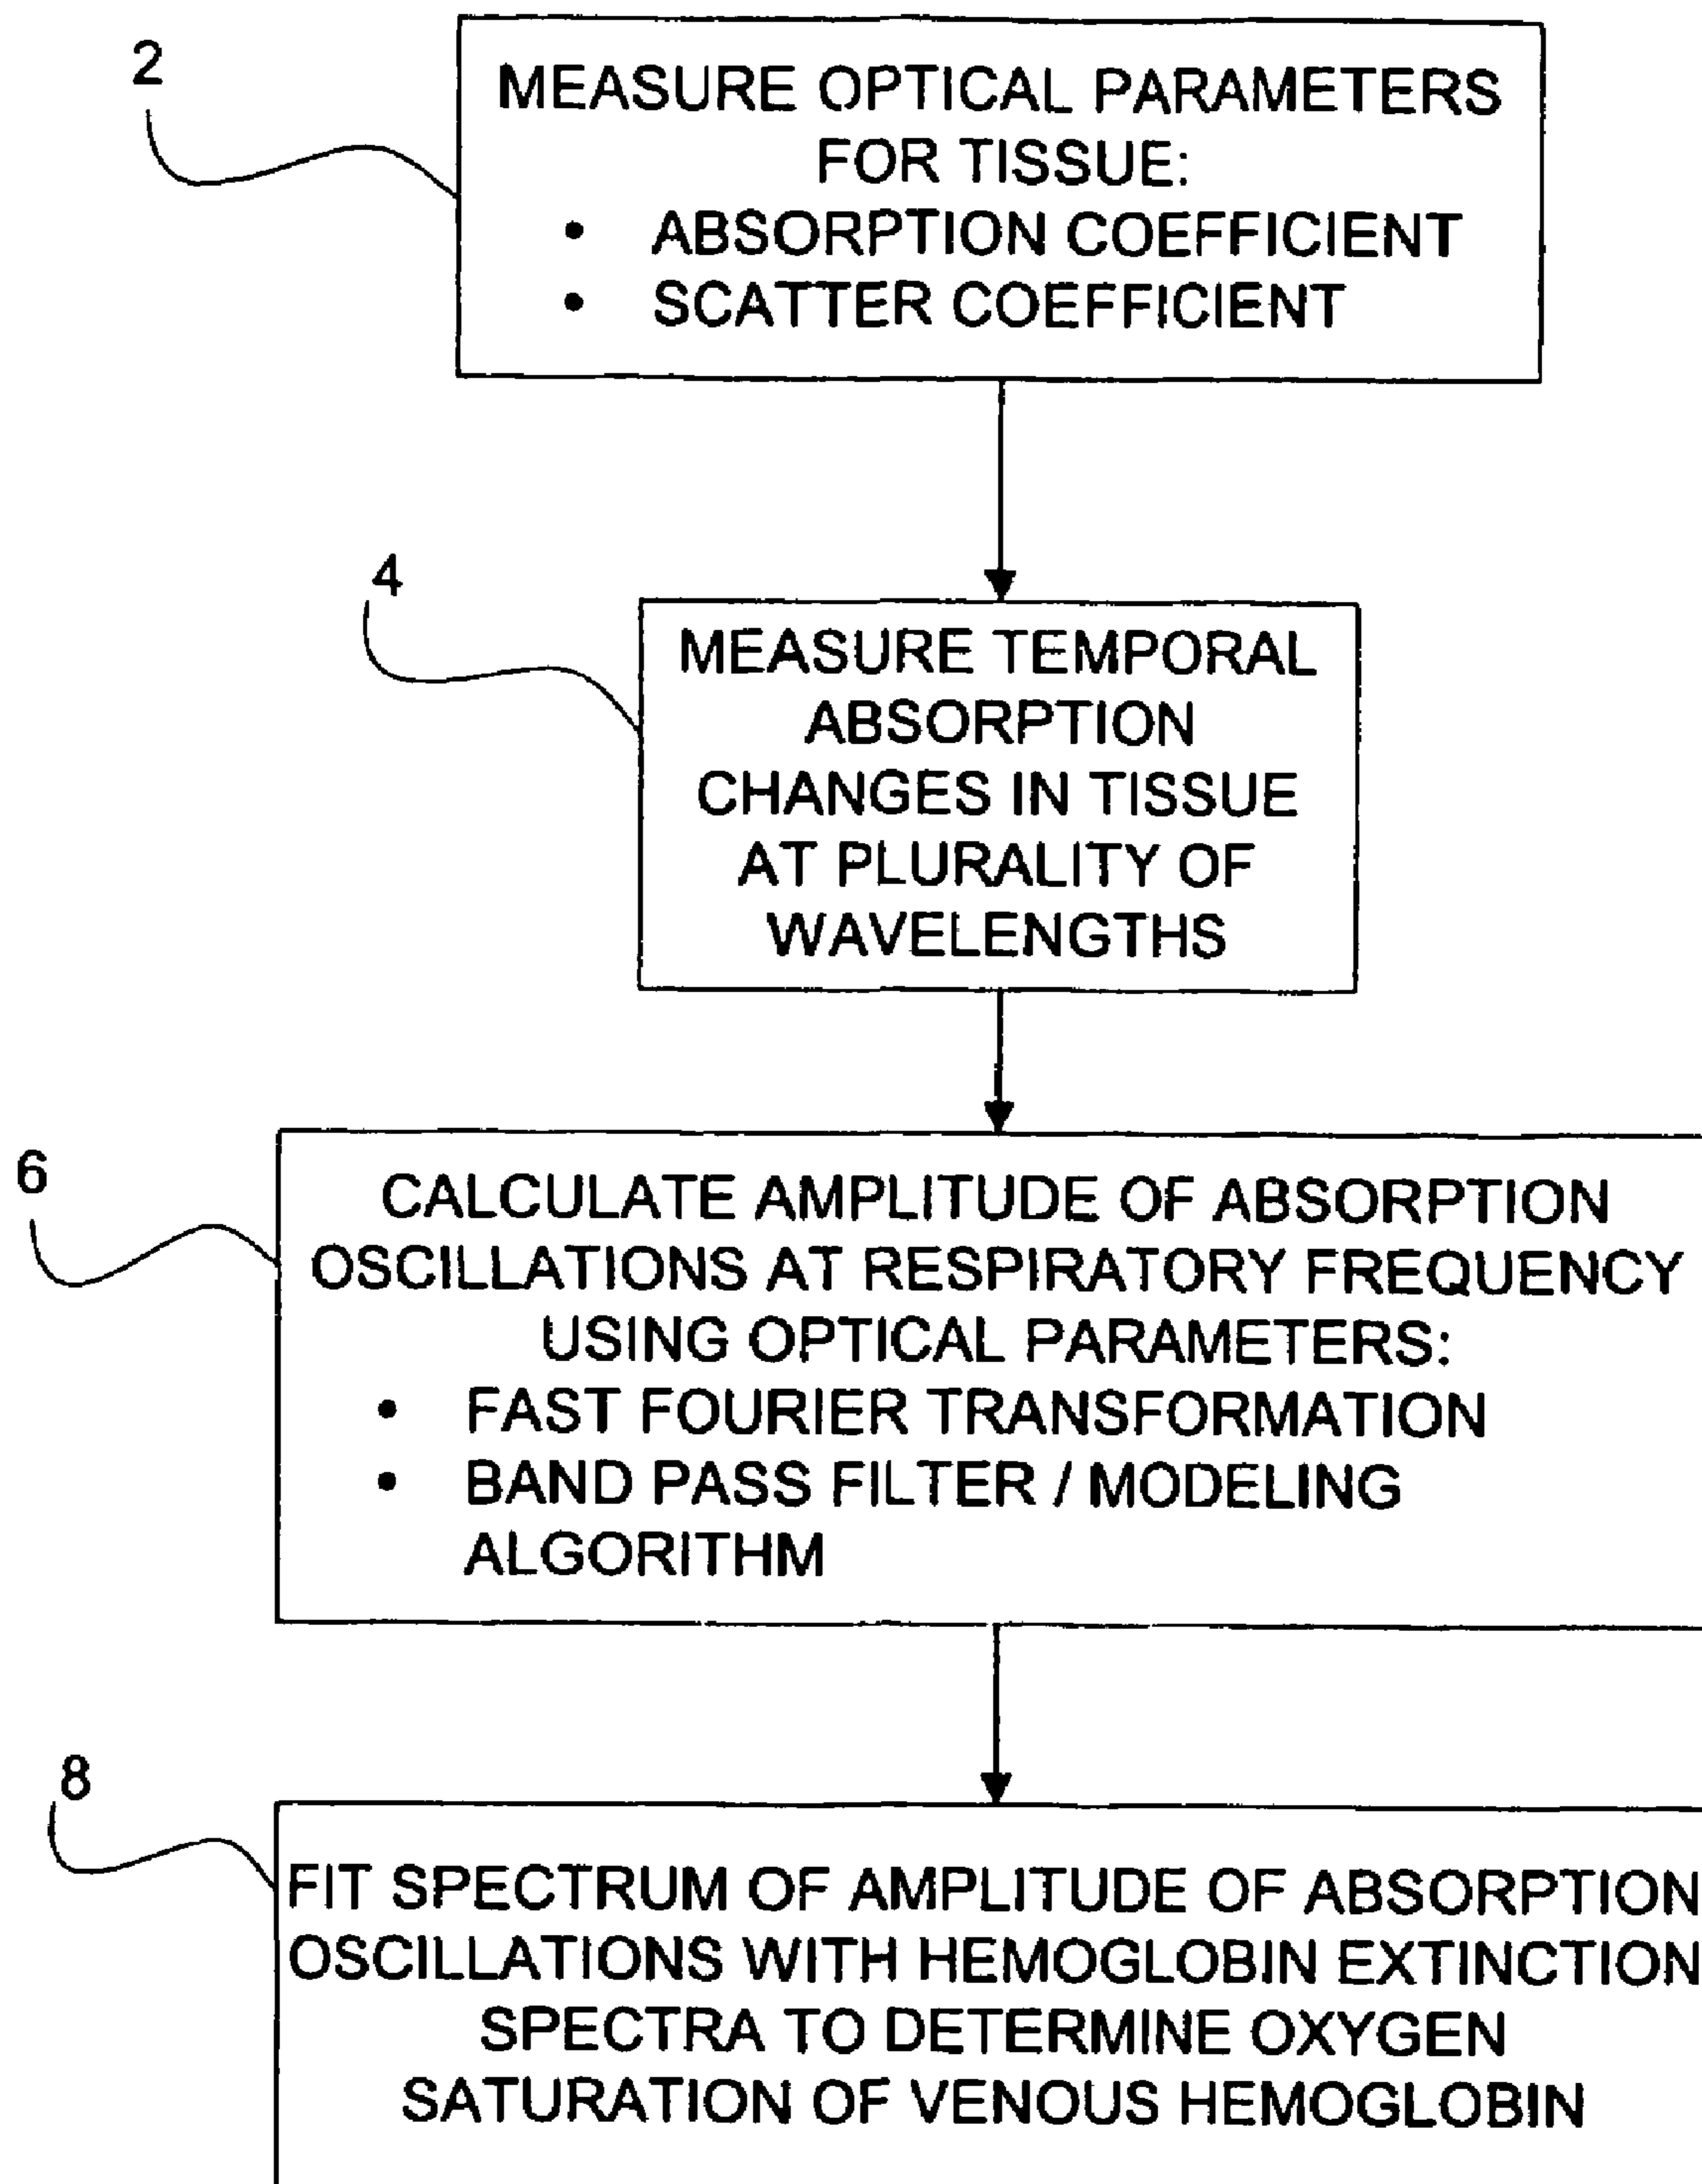 2
MEASURE OPTICAL PARAMETERS
FOR TISSUE:
• ABSORPTION COEFFICIENT
• SCATTER COEFFICIENT
4
MEASURE TEMPORAL
ABSORPTION
CHANGES IN TISSUE
AT PLURALITY OF
WAVELENGTHS
6
CALCULATE AMPLITUDE OF ABSORPTION
OSCILLATIONS AT RESPIRATORY FREQUENCY
USING OPTICAL PARAMETERS:
• FAST FOURIER TRANSFORMATION
• BAND PASS FILTER / MODELING
ALGORITHM
8
FIT SPECTRUM OF AMPLITUDE OF ABSORPTION
OSCILLATIONS WITH HEMOGLOBIN EXTINCTION
SPECTRA TO DETERMINE OXYGEN
SATURATION OF VENOUS HEMOGLOBIN